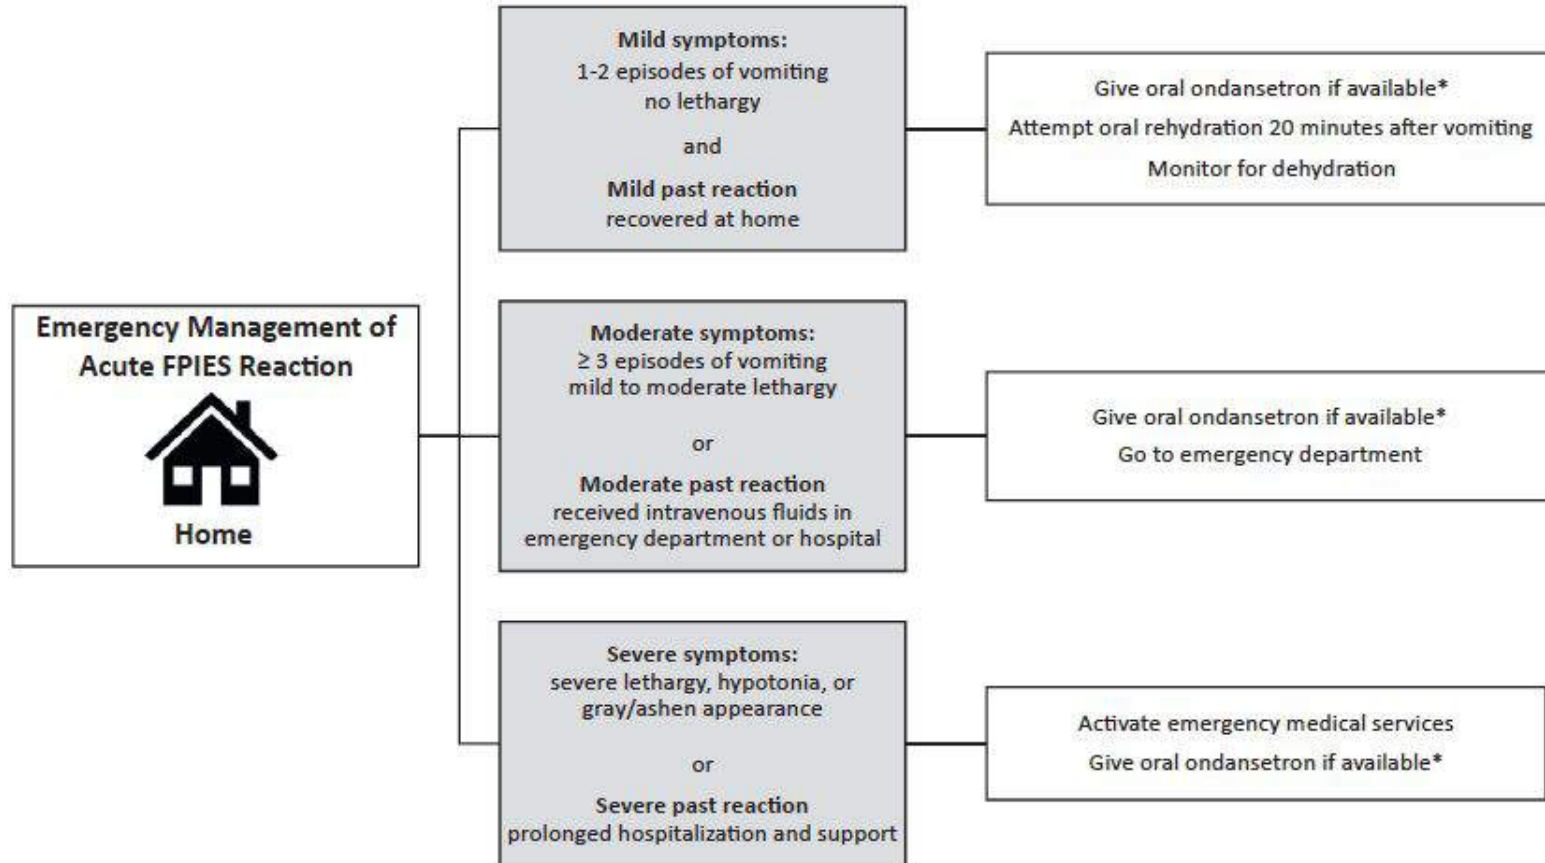 Emergency Management of
Acute FPIES Reaction
Home
Mild symptoms:
1-2 episodes of vomiting
no lethargy
and
Mild past reaction
recovered at home
Give oral ondansetron if available*
Attempt oral rehydration 20 minutes after vomiting
Monitor for dehydration
Moderate symptoms:
≥ 3 episodes of vomiting
mild to moderate lethargy
or
Moderate past reaction
received intravenous fluids in
emergency department or hospital
Give oral ondansetron if available*
Go to emergency department
Severe symptoms:
severe lethargy, hypotonia, or
gray/ashen appearance
or
Severe past reaction
prolonged hospitalization and support
Activate emergency medical services
Give oral ondansetron if available*